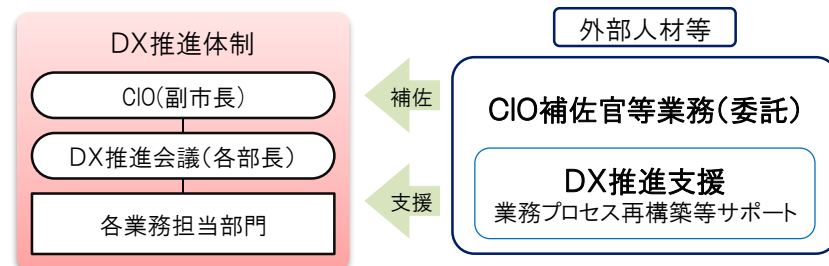 DX推進体制
CIO(副市長)
DX推進会議(各部長)
各業務担当部門
補佐
支援
外部人材等
CIO補佐官等業務(委託)
DX推進支援
業務プロセス再構築等サポート